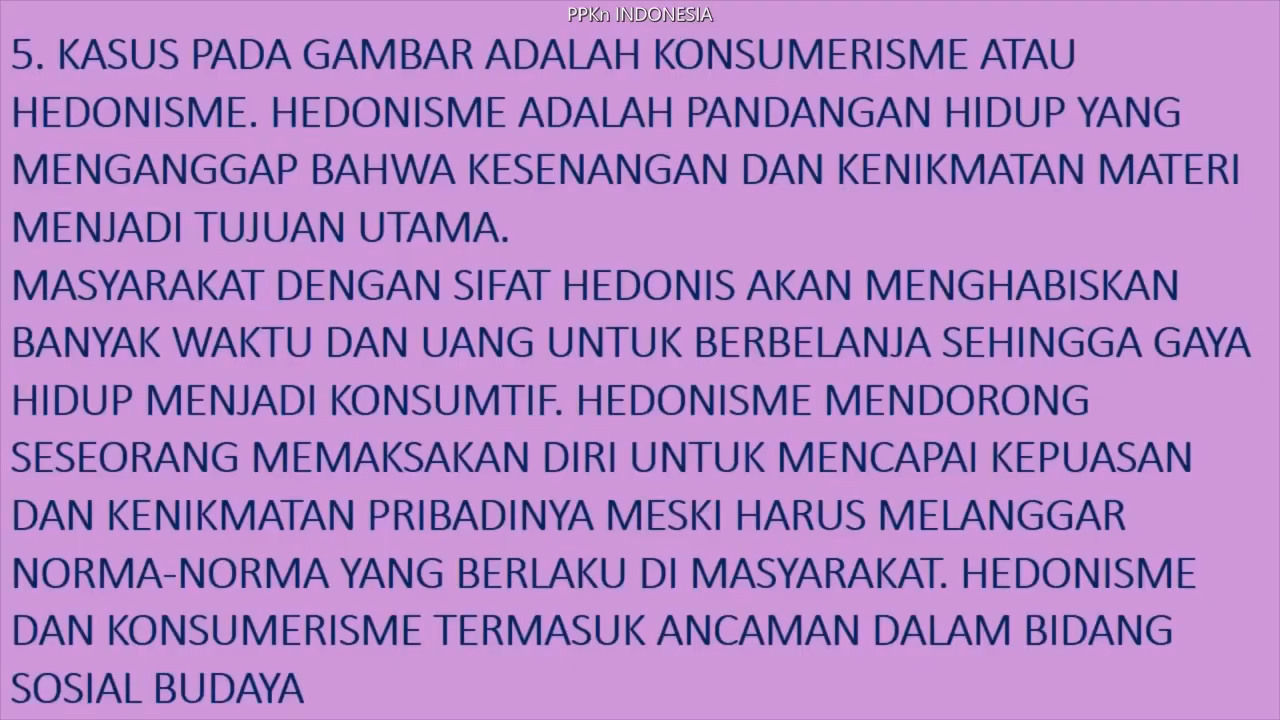 PPKn INDONESIA
5. KASUS PADA GAMBAR ADALAH KONSUMERISME ATAU
HEDONISME. HEDONISME ADALAH PANDANGAN HIDUP YANG
MENGANGGAP BAHWA KESENANGAN DAN KENIKMATAN MATERI
MENJADI TUJUAN UTAMA.
MASYARAKAT DENGAN SIFAT HEDONIS AKAN MENGHABISKAN
BANYAK WAKTU DAN UANG UNTUK BERBELANJA SEHINGGA GAYA
HIDUP MENJADI KONSUMTIF. HEDONISME MENDORONG
SESEORANG MEMAKSAKAN DIRI UNTUK MENCAPAI KEPUASAN
DAN KENIKMATAN PRIBADINYA MESKI HARUS MELANGGAR
NORMA-NORMA YANG BERLAKU DI MASYARAKAT. HEDONISME
DAN KONSUMERISME TERMASUK ANCAMAN DALAM BIDANG
SOSIAL BUDAYA